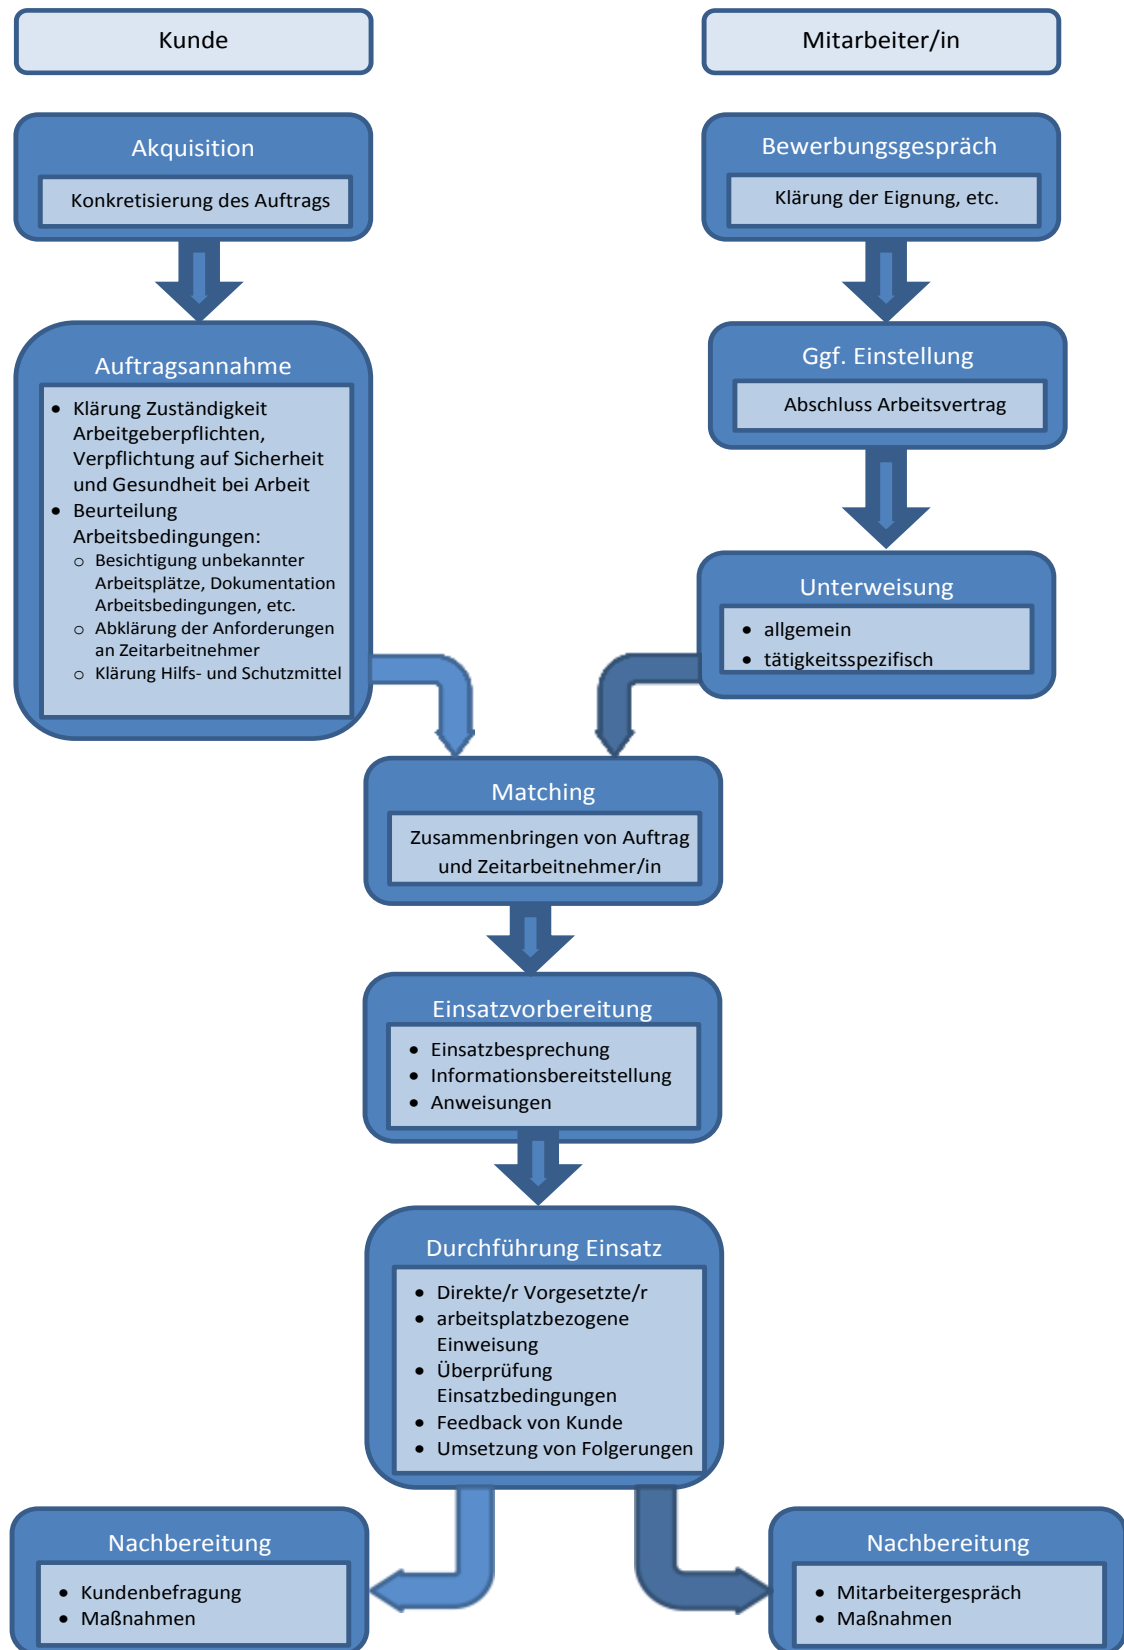 Kunde
Mitarbeiter/in
Akquisition
Konkretisierung des Auftrags
Bewerbungsgespräch
Klärung der Eignung, etc.
Auftragsannahme
• Klärung Zuständigkeit
Arbeitgeberpflichten,
Verpflichtung auf Sicherheit
und Gesundheit bei Arbeit
• Beurteilung
Arbeitsbedingungen:
o Besichtigung unbekannter
Arbeitsplätze, Dokumentation
Arbeitsbedingungen, etc.
o Abklärung der Anforderungen
an Zeitarbeitnehmer
o Klärung Hilfs- und Schutzmittel
Ggf. Einstellung
Abschluss Arbeitsvertrag
Unterweisung
• allgemein
• tätigkeitsspezifisch
Matching
Zusammenbringen von Auftrag
und Zeitarbeitnehmer/in
Einsatzvorbereitung
• Einsatzbesprechung
• Informationsbereitstellung
• Anweisungen
Durchführung Einsatz
• Direkte/r Vorgesetzte/r
• arbeitsplatzbezogene
Einweisung
• Überprüfung
Einsatzbedingungen
• Feedback von Kunde
• Umsetzung von Folgerungen
Nachbereitung
• Kundenbefragung
• Maßnahmen
Nachbereitung
• Mitarbeitergespräch
• Maßnahmen